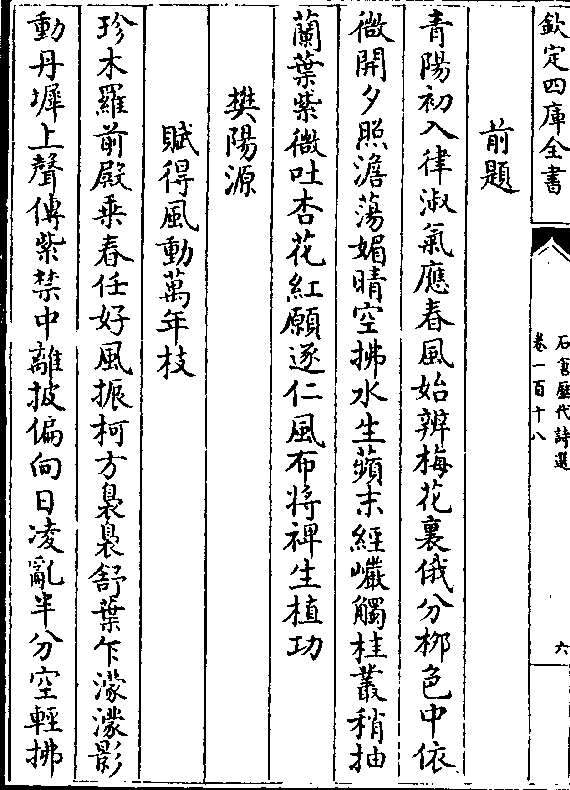 欽定四庫全書
石倉歷代詩選
卷一百十八
六
前題
青陽初入律淑氣應春風始辨梅花裏俄分桞色中依
微開夕照澹蕩媚晴空拂水生蘋末經巘觸桂叢稍抽
蘭葉紫微吐杏花紅願逐仁風布將禆生植功
樊陽源
賦得風動萬年枝
珍木羅前殿乘春任好風振柯方裊裊舒葉乍濛濛影
動丹墀上聲傳紫禁中離披偏向日凌亂半分空輕拂